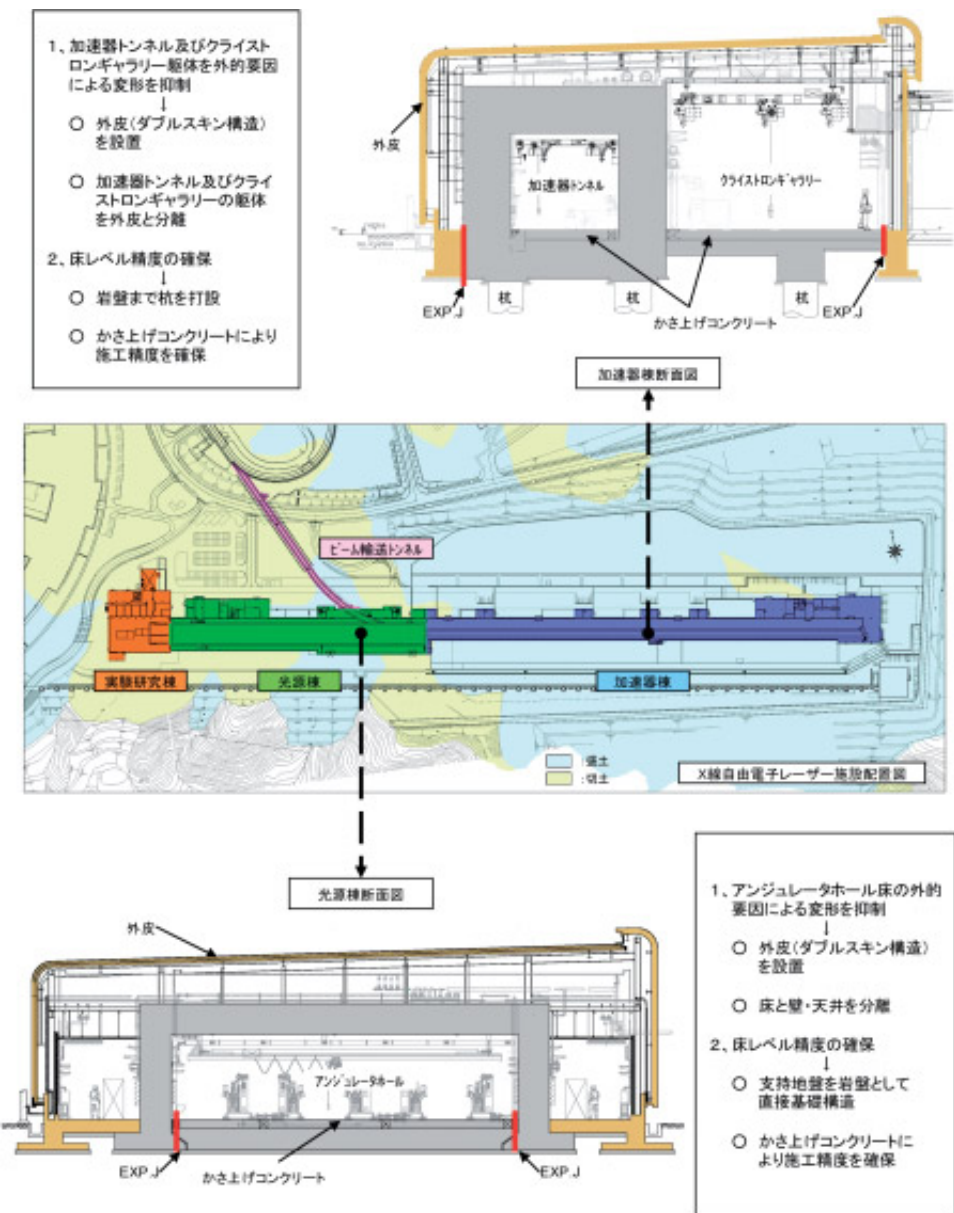 1、加速器トンネル及びクライスト
ロンギャラリー躯体を外的要因
による変形を抑制
↓
○ 外皮(ダブルスキン構造)
を設置
○ 加速器トンネル及びクライ
ストロンギャラリーの躯体
を外皮と分離
2、床レベル精度の確保
↓
○ 岩盤まで杭を打設
○ かさ上げコンクリートにより
施工精度を確保
外皮
加速器トンネル
クライストロンギャラリー
EXP.J
杭
杭
杭
EXP.J
かさ上げコンクリート
加速器棟断面図
ビーム輸送トンネル
実験研究棟
光源棟
加速器棟
:盛土
:切土
X線自由電子レーザー施設配置図
光源棟断面図
外皮
アンジュレータホール
EXP.J
かさ上げコンクリート
EXP.J
1、アンジュレータホール床の外的
要因による変形を抑制
↓
○ 外皮(ダブルスキン構造)
を設置
○ 床と壁・天井を分離
2、床レベル精度の確保
↓
○ 支持地盤を岩盤として
直接基礎構造
○ かさ上げコンクリートに
より施工精度を確保